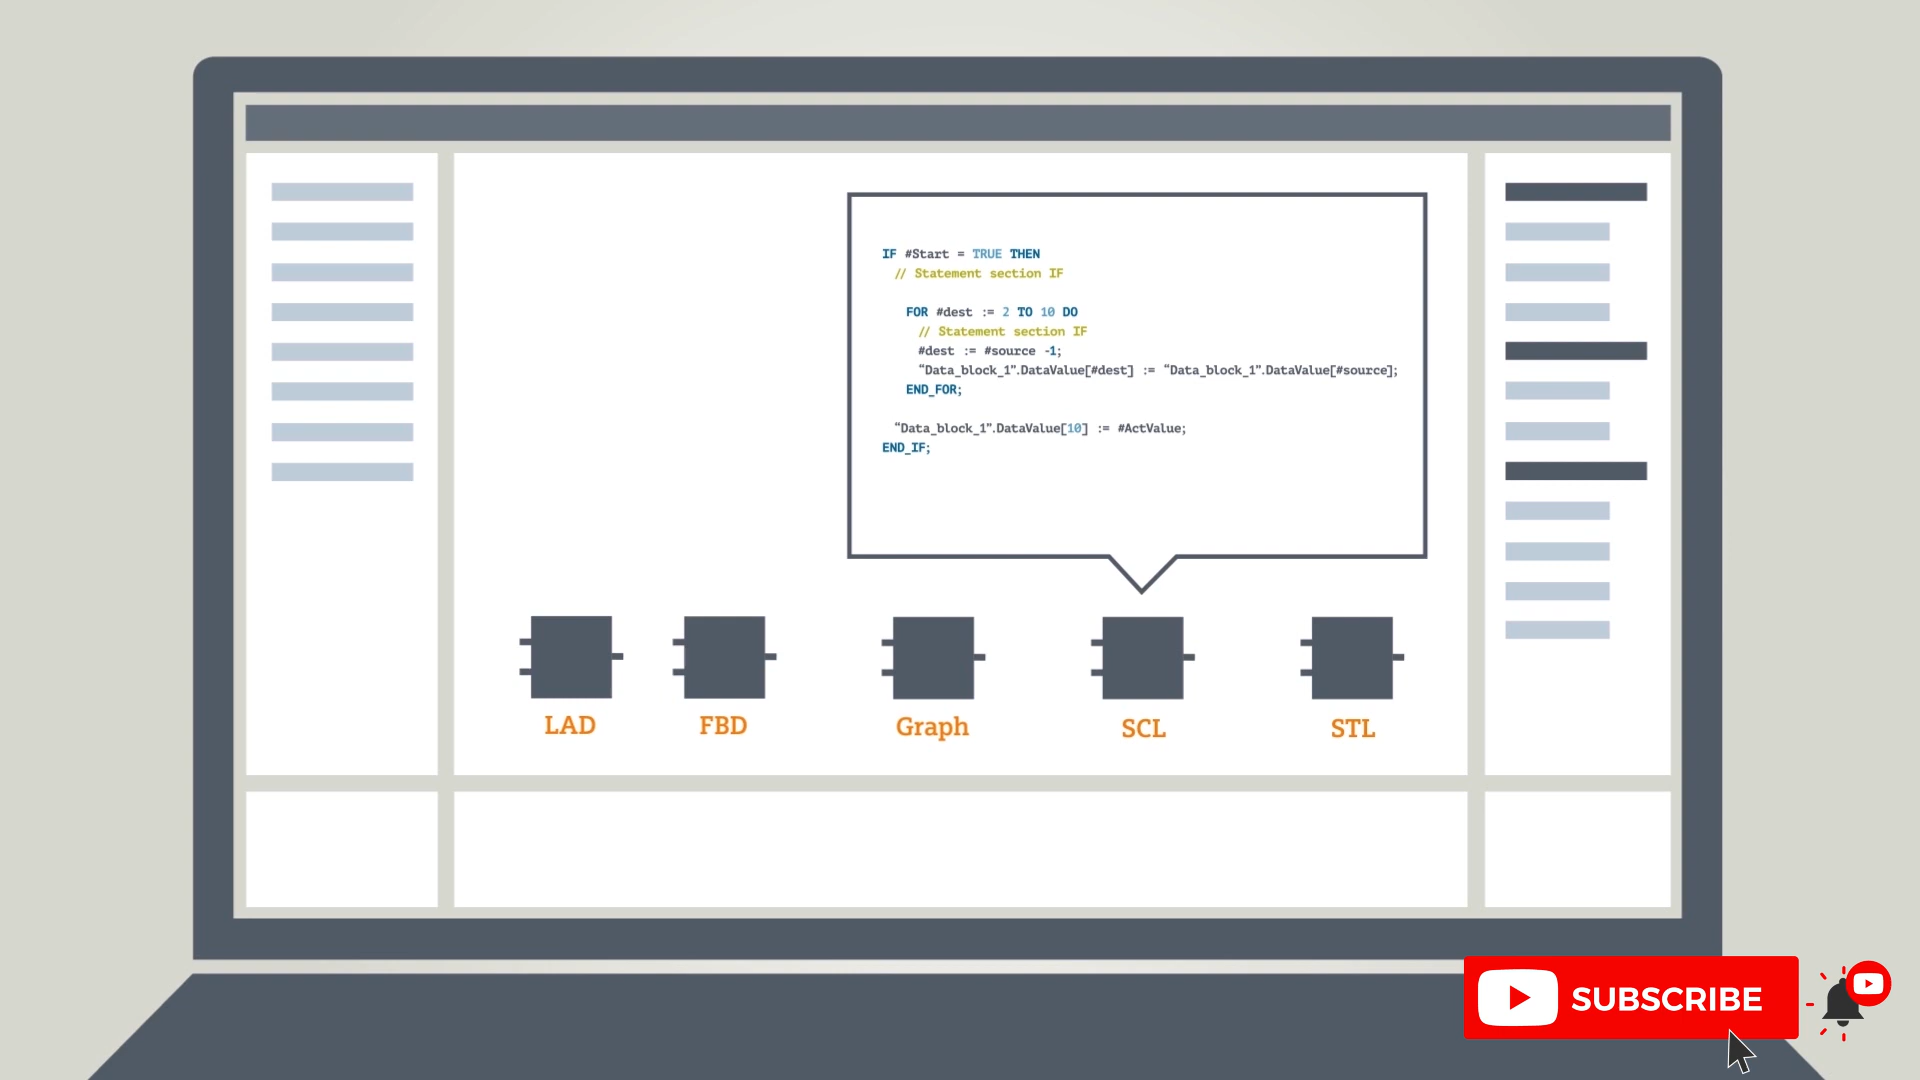 IF #Start = TRUE THEN
// Statement section IF
FOR #dest := 2 TO 10 DO
// Statement section IF
#dest := #source -1;
“Data_block_1”.DataValue[#dest] := “Data_block_1”.DataValue[#source];
END_FOR;
“Data_block_1”.DataValue[10] := #ActValue;
END_IF;
LAD
FBD
Graph
SCL
STL
SUBSCRIBE